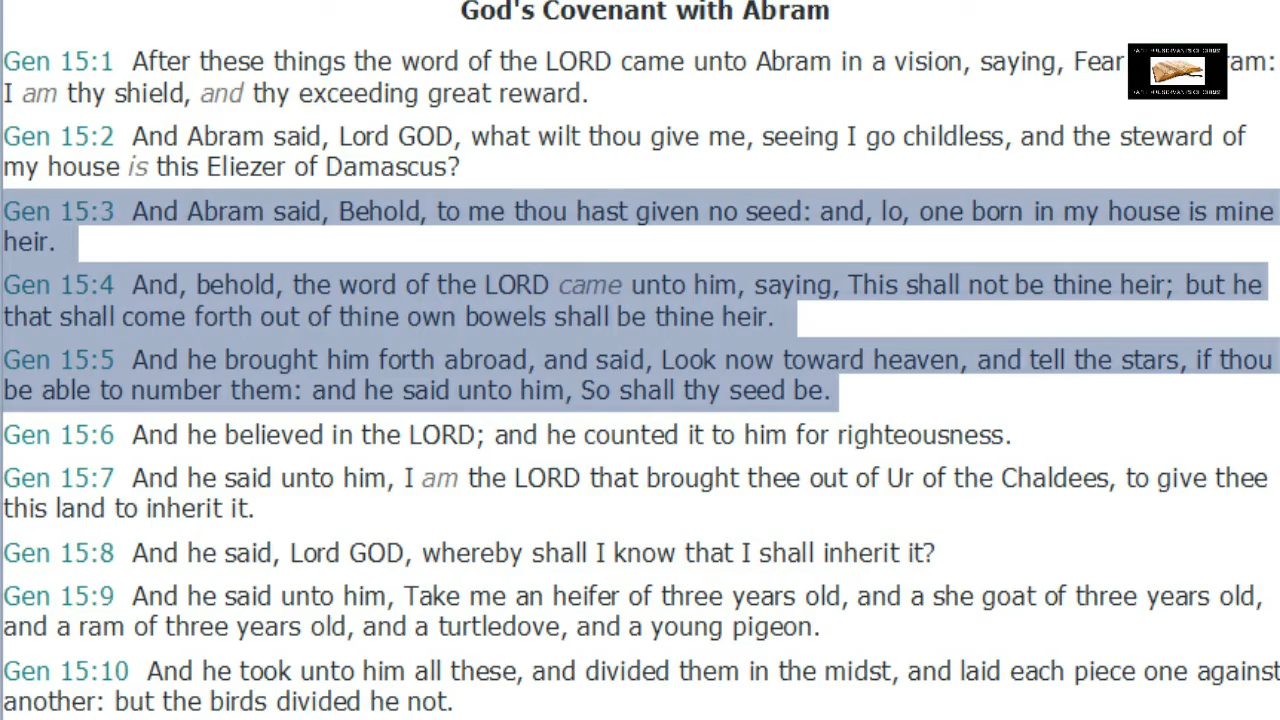 God's Covenant with Abram
Gen 15:1 After these things the word of the LORD came unto Abram in a vision, saying, Fear ram:
I am thy shield, and thy exceeding great reward.
Gen 15:2 And Abram said, Lord GOD, what wilt thou give me, seeing I go childless, and the steward of
my house is this Eliezer of Damascus?
Gen 15:3 And Abram said, Behold, to me thou hast given no seed: and, lo, one born in my house is mine
heir.
Gen 15:4 And, behold, the word of the LORD came unto him, saying, This shall not be thine heir; but he
that shall come forth out of thine own bowels shall be thine heir.
Gen 15:5 And he brought him forth abroad, and said, Look now toward heaven, and tell the stars, if thou
be able to number them: and he said unto him, So shall thy seed be.
Gen 15:6 And he believed in the LORD; and he counted it to him for righteousness.
Gen 15:7 And he said unto him, I am the LORD that brought thee out of Ur of the Chaldees, to give thee
this land to inherit it.
Gen 15:8 And he said, Lord GOD, whereby shall I know that I shall inherit it?
Gen 15:9 And he said unto him, Take me an heifer of three years old, and a she goat of three years old,
and a ram of three years old, and a turtledove, and a young pigeon.
Gen 15:10 And he took unto him all these, and divided them in the midst, and laid each piece one against
another: but the birds divided he not.